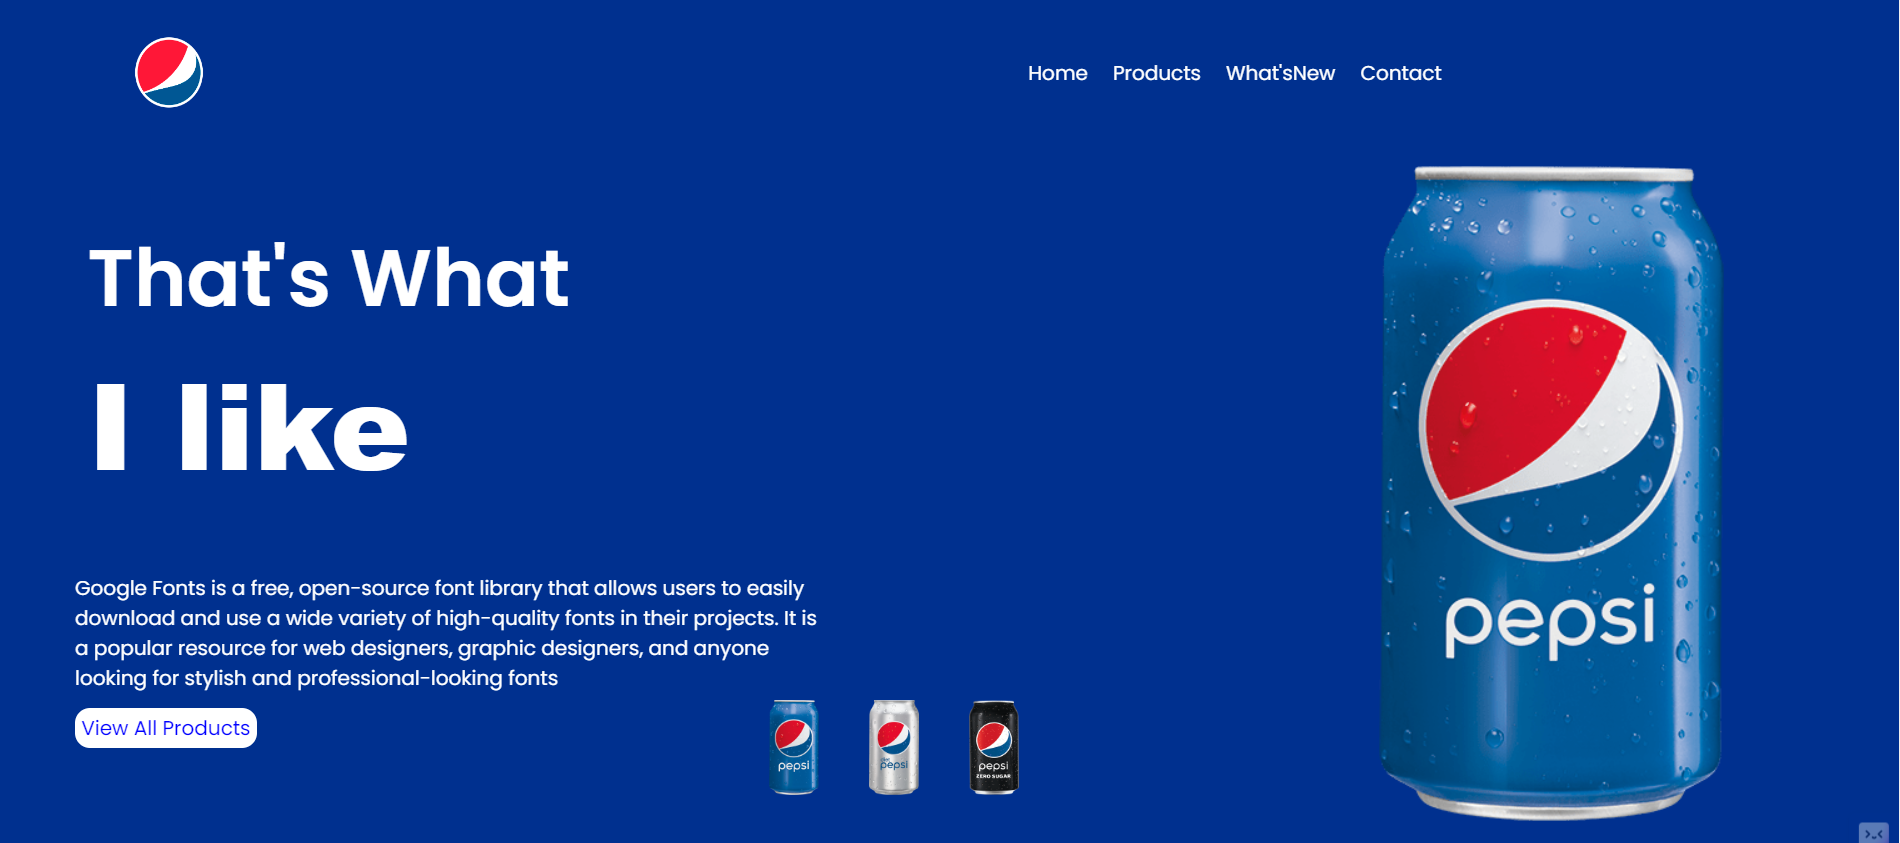 Home Products What'sNew Contact
That's What
I like
Google Fonts is a free, open-source font library that allows users to easily
download and use a wide variety of high-quality fonts in their projects. It is
a popular resource for web designers, graphic designers, and anyone
looking for stylish and professional-looking fonts
View All Products
pepsi
pepsi
diet
pepsi
pepsi
ZERO SUGAR